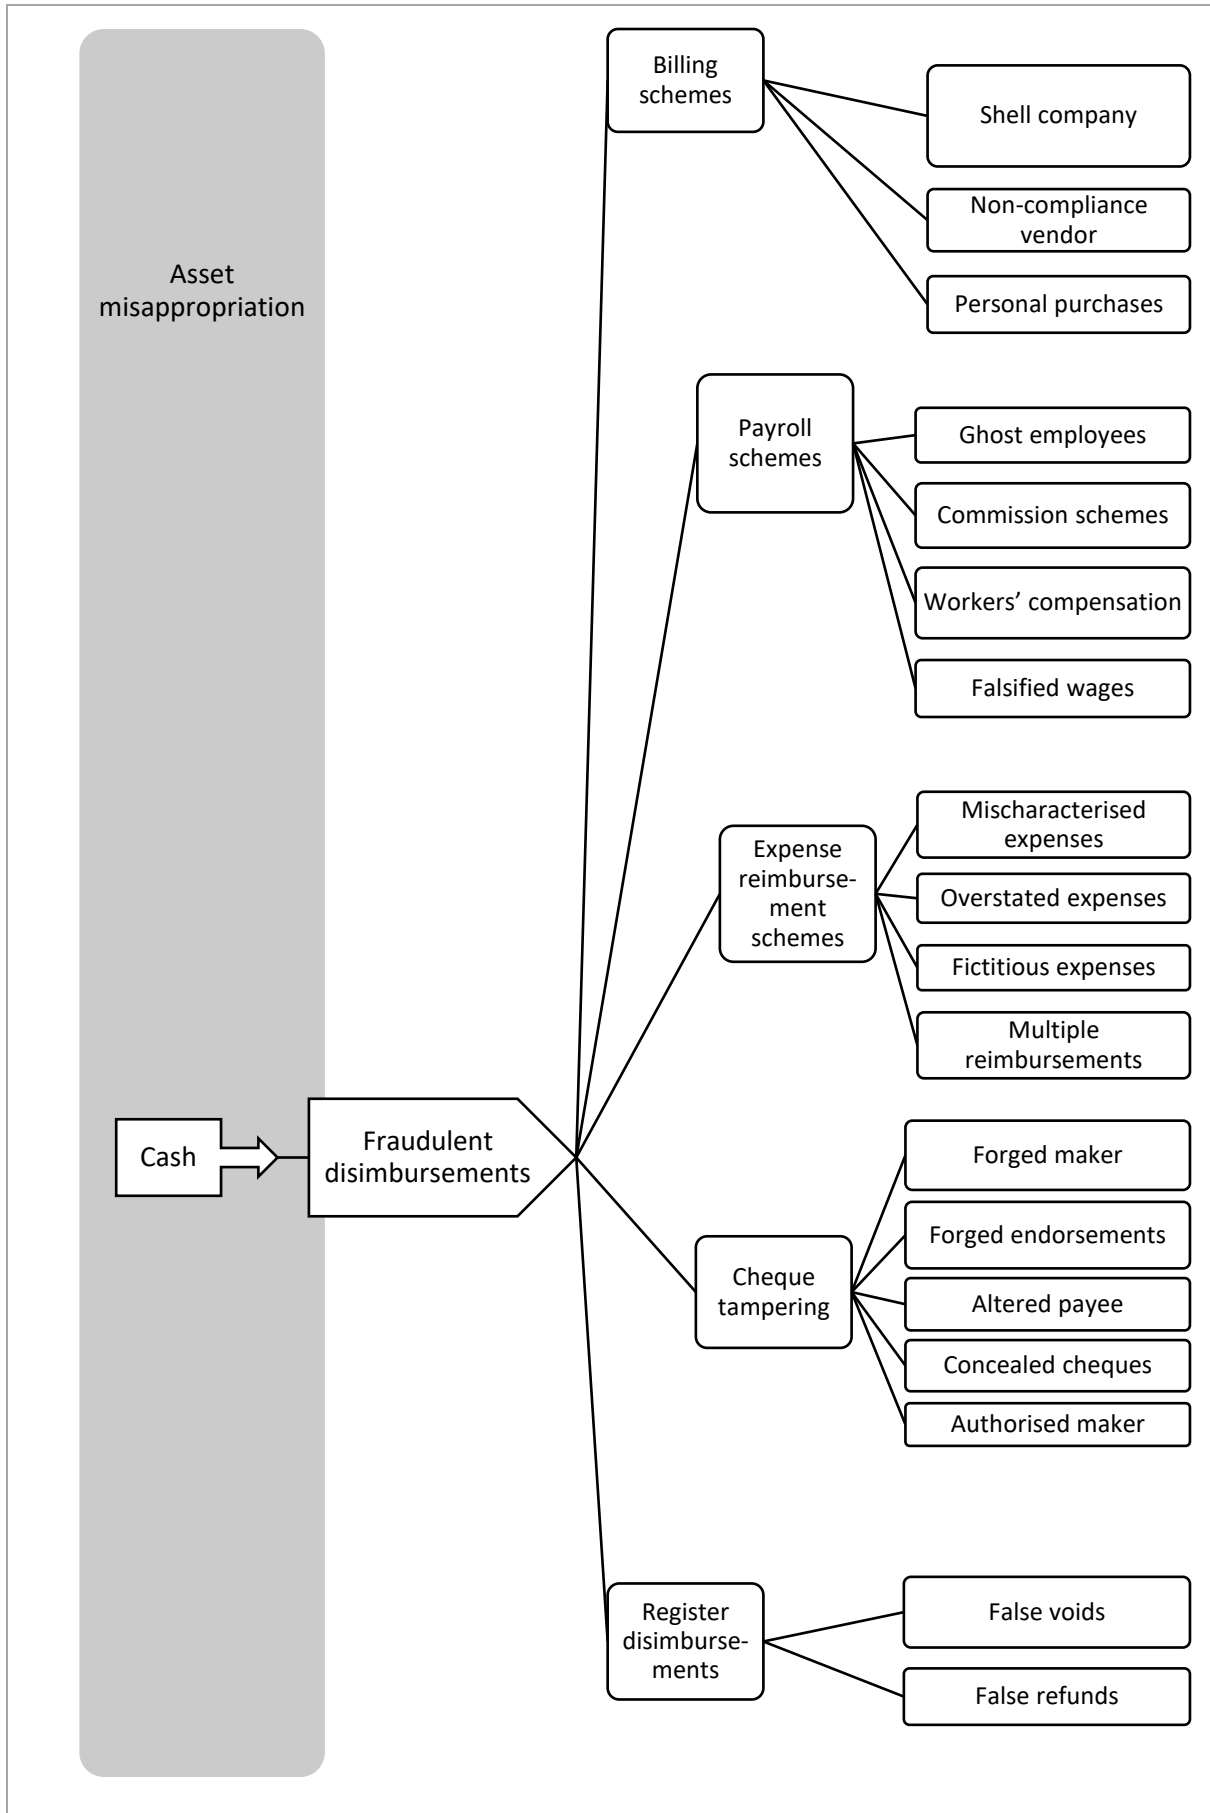 Asset
misappropriation
Cash
Fraudulent
disimbursements
Billing
schemes
Shell company
Non-compliance
vendor
Personal purchases
Payroll
schemes
Ghost employees
Commission schemes
Workers’ compensation
Falsified wages
Expense
reimburse-
ment
schemes
Mischaracterised
expenses
Overstated expenses
Fictitious expenses
Multiple
reimbursements
Cheque
tampering
Forged maker
Forged endorsements
Altered payee
Concealed cheques
Authorised maker
Register
disimburse-
ments
False voids
False refunds